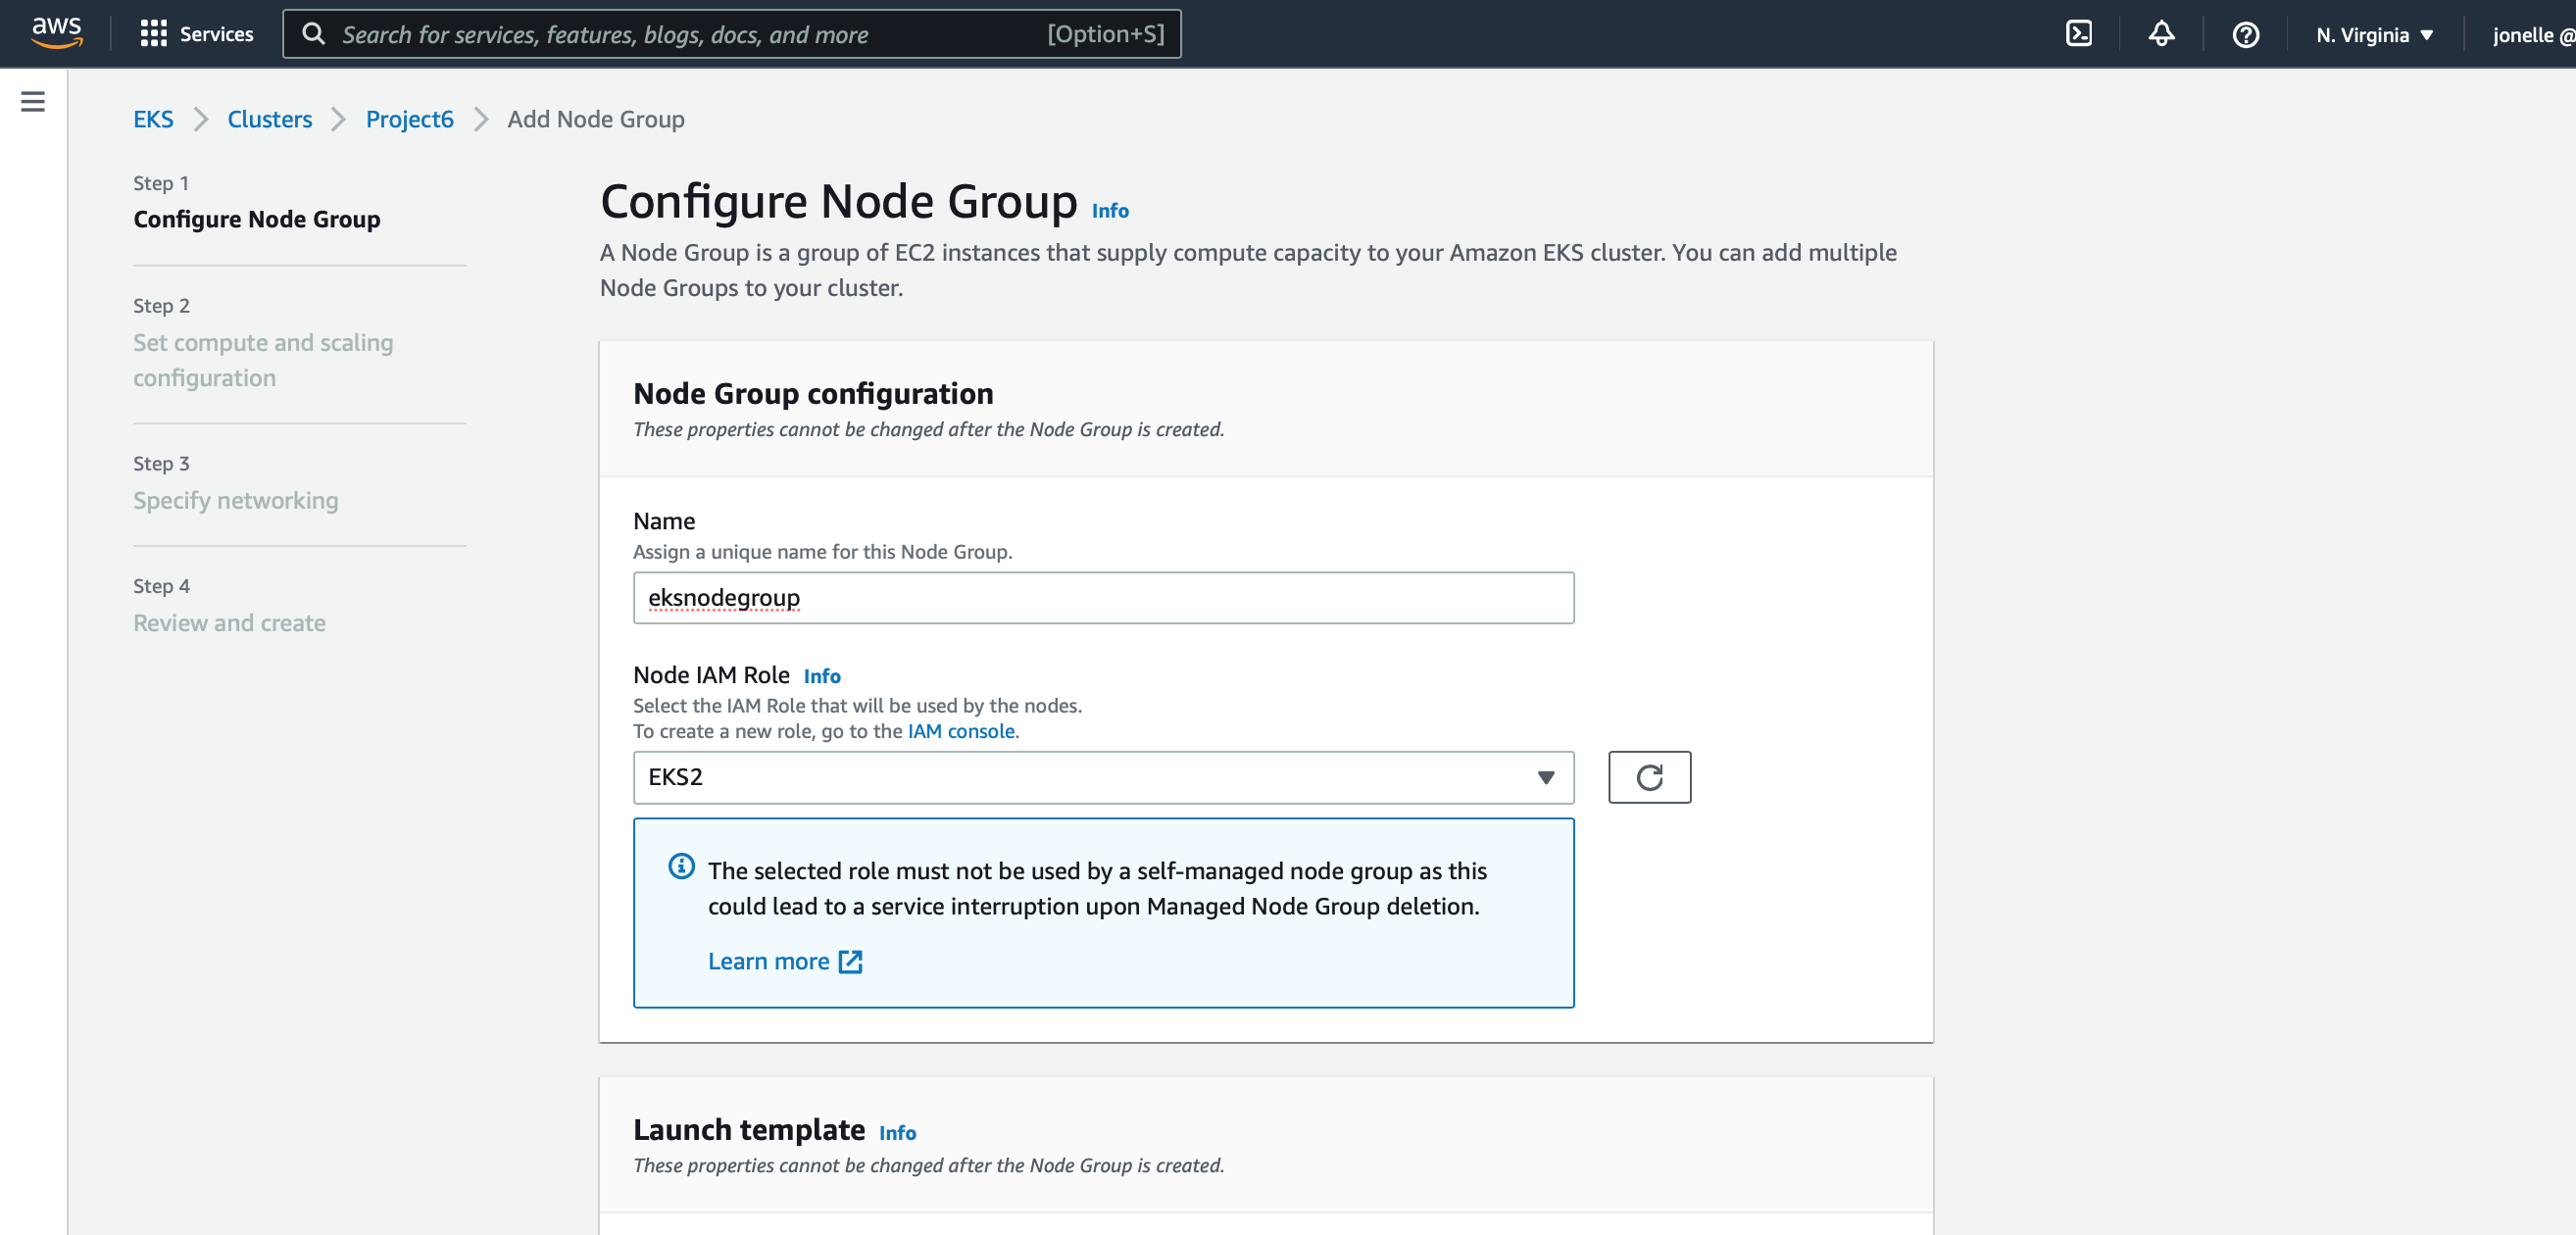 aws
Services
Search for services, features, blogs, docs, and more
[Option+S]
N. Virginia
jonelle @
EKS
Clusters
Project6
Add Node Group
Step 1
Configure Node Group
Step 2
Set compute and scaling
configuration
Step 3
Specify networking
Step 4
Review and create
Configure Node Group Info
A Node Group is a group of EC2 instances that supply compute capacity to your Amazon EKS cluster. You can add multiple
Node Groups to your cluster.
Node Group configuration
These properties cannot be changed after the Node Group is created.
Name
Assign a unique name for this Node Group.
eksnodegroup
Node IAM Role Info
Select the IAM Role that will be used by the nodes.
To create a new role, go to the IAM console.
EKS2
The selected role must not be used by a self-managed node group as this
could lead to a service interruption upon Managed Node Group deletion.
Learn more
Launch template Info
These properties cannot be changed after the Node Group is created.